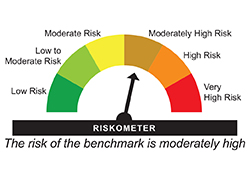 Moderate Risk
Moderately High Risk
Low to
Moderate Risk
High Risk
Low Risk
Very
High Risk
RISKOMETER
The risk of the benchmark is moderately high